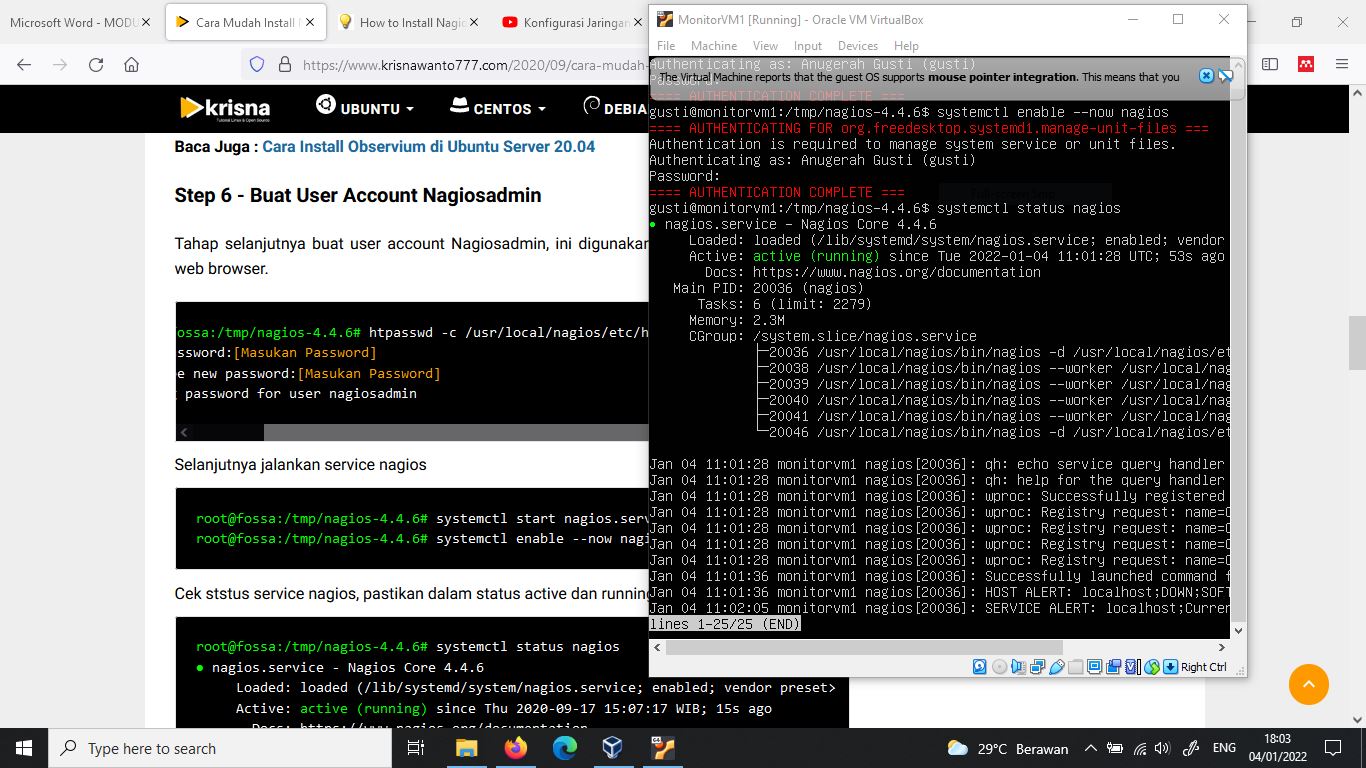 Microsoft Word - MODU
Cara Mudah Install
How to Install Nagio
Konfigurasi Jaringan
https://www.krisnawanto777.com/2020/09/cara-mudah-
krisna
Tutorial Linux & Open Source
UBUNTU
CENTOS
DEBIA
Baca Juga : Cara Install Observium di Ubuntu Server 20.04
Step 6 - Buat User Account Nagiosadmin
Tahap selanjutnya buat user account Nagiosadmin, ini digunakan
web browser.
fossa:/tmp/nagios-4.4.6# htpasswd -c /usr/local/nagios/etc/h
ssword:[Masukan Password]
e new password:[Masukan Password]
password for user nagiosadmin
Selanjutnya jalankan service nagios
root@fossa:/tmp/nagios-4.4.6# systemctl start nagios.serv
root@fossa:/tmp/nagios-4.4.6# systemctl enable --now nagi
Cek ststus service nagios, pastikan dalam status active dan running
root@fossa:/tmp/nagios-4.4.6# systemctl status nagios
● nagios.service - Nagios Core 4.4.6
Loaded: loaded (/lib/systemd/system/nagios.service; enabled; vendor preset>
Active: active (running) since Thu 2020-09-17 15:07:17 WIB; 15s ago
Docs: https://www.nagios.org/documentation
MonitorVM1 [Running] - Oracle VM VirtualBox
File Machine View Input Devices Help
Authenticating as: Anugerah Gusti (gusti)
The Virtual Machine reports that the guest OS supports mouse pointer integration. This means that you
==== AUTHENTICATION COMPLETE ===
gusti@monitorvm1:/tmp/nagios-4.4.6$ systemctl enable --now nagios
==== AUTHENTICATING FOR org.freedesktop.systemd1.manage-unit-files ===
Authentication is required to manage system service or unit files.
Authenticating as: Anugerah Gusti (gusti)
Password:
==== AUTHENTICATION COMPLETE ===
gusti@monitorvm1:/tmp/nagios-4.4.6$ systemctl status nagios
● nagios.service - Nagios Core 4.4.6
Loaded: loaded (/lib/systemd/system/nagios.service; enabled; vendor
Active: active (running) since Tue 2022-01-04 11:01:28 UTC; 53s ago
Docs: https://www.nagios.org/documentation
Main PID: 20036 (nagios)
Tasks: 6 (limit: 2279)
Memory: 2.3M
CGroup: /system.slice/nagios.service
├─20036 /usr/local/nagios/bin/nagios -d /usr/local/nagios/et
├─20038 /usr/local/nagios/bin/nagios --worker /usr/local/nag
├─20039 /usr/local/nagios/bin/nagios --worker /usr/local/nag
├─20040 /usr/local/nagios/bin/nagios --worker /usr/local/nag
├─20041 /usr/local/nagios/bin/nagios --worker /usr/local/nag
└─20046 /usr/local/nagios/bin/nagios -d /usr/local/nagios/et
Jan 04 11:01:28 monitorvm1 nagios[20036]: qh: echo service query handler
Jan 04 11:01:28 monitorvm1 nagios[20036]: qh: help for the query handler
Jan 04 11:01:28 monitorvm1 nagios[20036]: wproc: Successfully registered
Jan 04 11:01:28 monitorvm1 nagios[20036]: wproc: Registry request: name=C
Jan 04 11:01:28 monitorvm1 nagios[20036]: wproc: Registry request: name=C
Jan 04 11:01:28 monitorvm1 nagios[20036]: wproc: Registry request: name=C
Jan 04 11:01:28 monitorvm1 nagios[20036]: wproc: Registry request: name=C
Jan 04 11:01:36 monitorvm1 nagios[20036]: Successfully launched command f
Jan 04 11:01:36 monitorvm1 nagios[20036]: HOST ALERT: localhost;DOWN;SOFT
Jan 04 11:02:05 monitorvm1 nagios[20036]: SERVICE ALERT: localhost;Curren
lines 1-25/25 (END)
Right Ctrl
Type here to search
29°C Berawan
ENG
18:03
04/01/2022